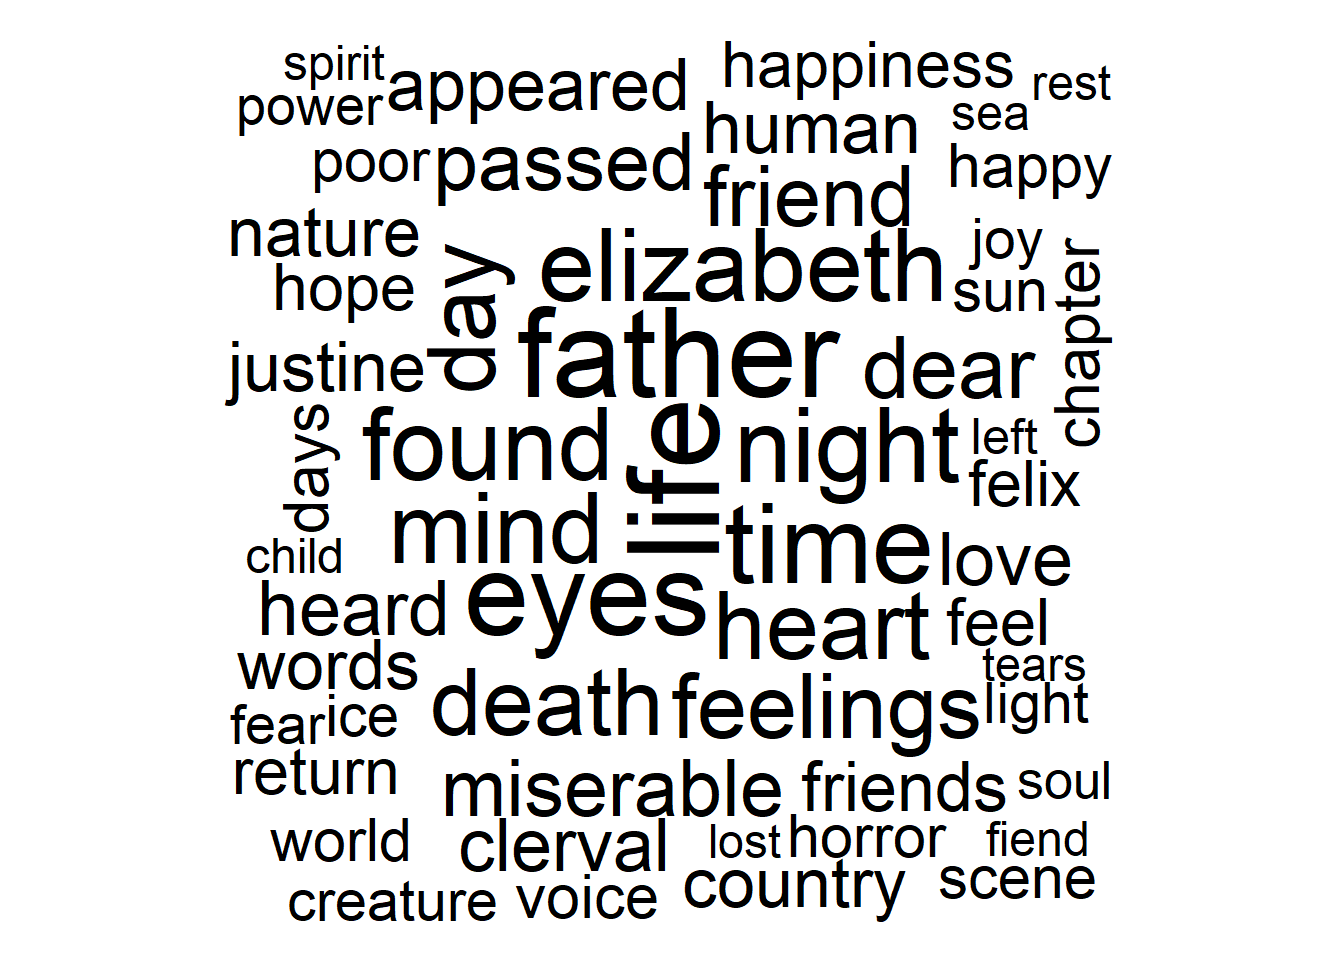 spirit
appeared
happiness
rest
power
human
sea
poor
passed
happy
friend
nature
elizabeth
joy
hope
day
sun
chapter
justine
father
dear
days
found
life
night
left
felix
mind
time
love
child
heard
eyes
heart
feel
words
death
feelings
tears
light
fear
ice
return
miserable
friends
soul
world
clerval
lost
horror
fiend
creature
voice
country
scene